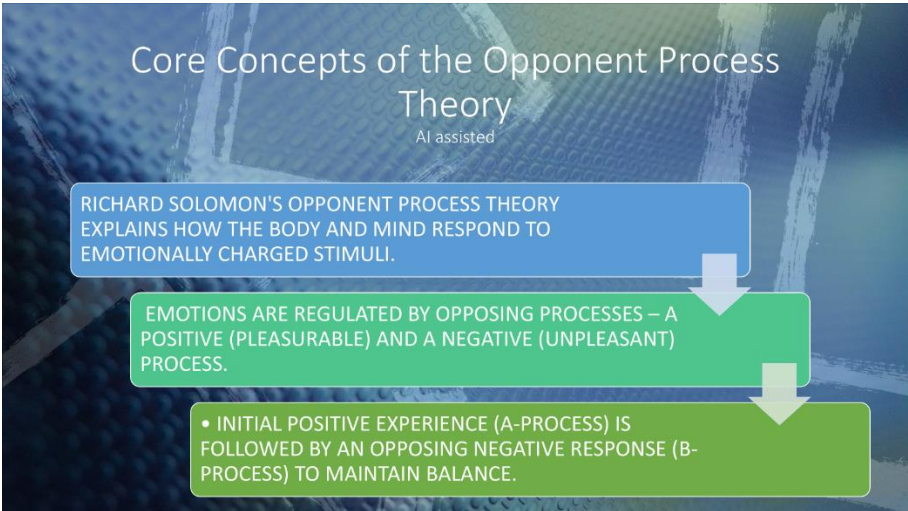 Core Concepts of the Opponent Process
Theory
AI assisted
RICHARD SOLOMON'S OPPONENT PROCESS THEORY
EXPLAINS HOW THE BODY AND MIND RESPOND TO
EMOTIONALLY CHARGED STIMULI.
EMOTIONS ARE REGULATED BY OPPOSING PROCESSES – A
POSITIVE (PLEASURABLE) AND A NEGATIVE (UNPLEASANT)
PROCESS.
• INITIAL POSITIVE EXPERIENCE (A-PROCESS) IS
FOLLOWED BY AN OPPOSING NEGATIVE RESPONSE (B-
PROCESS) TO MAINTAIN BALANCE.